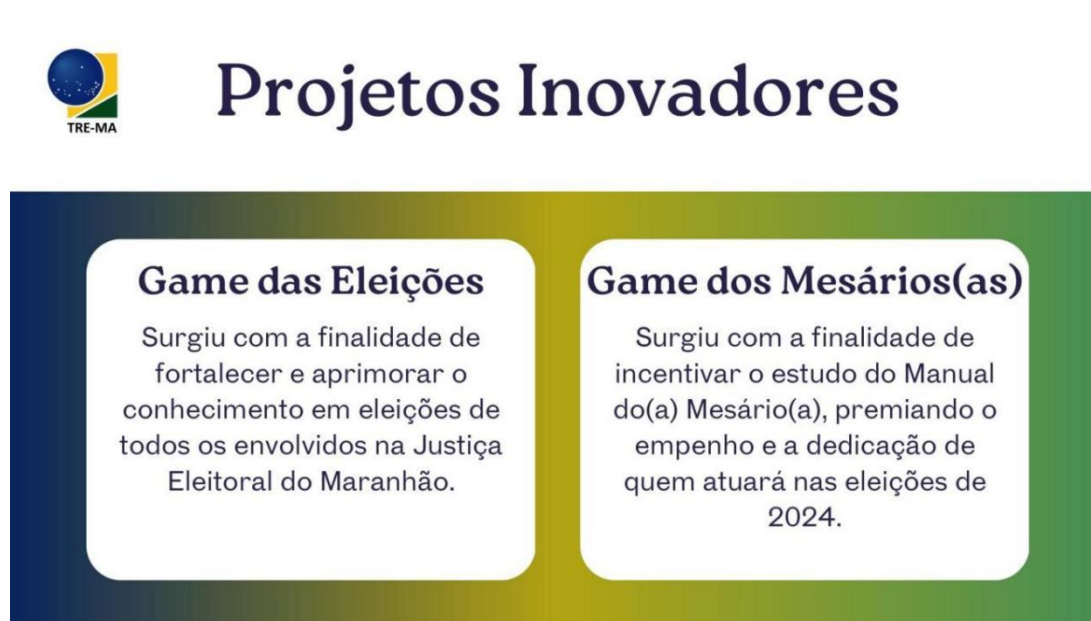 TRE-MA
Projetos Inovadores
Game das Eleições
Surgiu com a finalidade de
fortalecer e aprimorar o
conhecimento em eleições de
todos os envolvidos na Justiça
Eleitoral do Maranhão.
Game dos Mesários(as)
Surgiu com a finalidade de
incentivar o estudo do Manual
do(a) Mesário(a), premiando o
empenho e a dedicação de
quem atuará nas eleições de
2024.